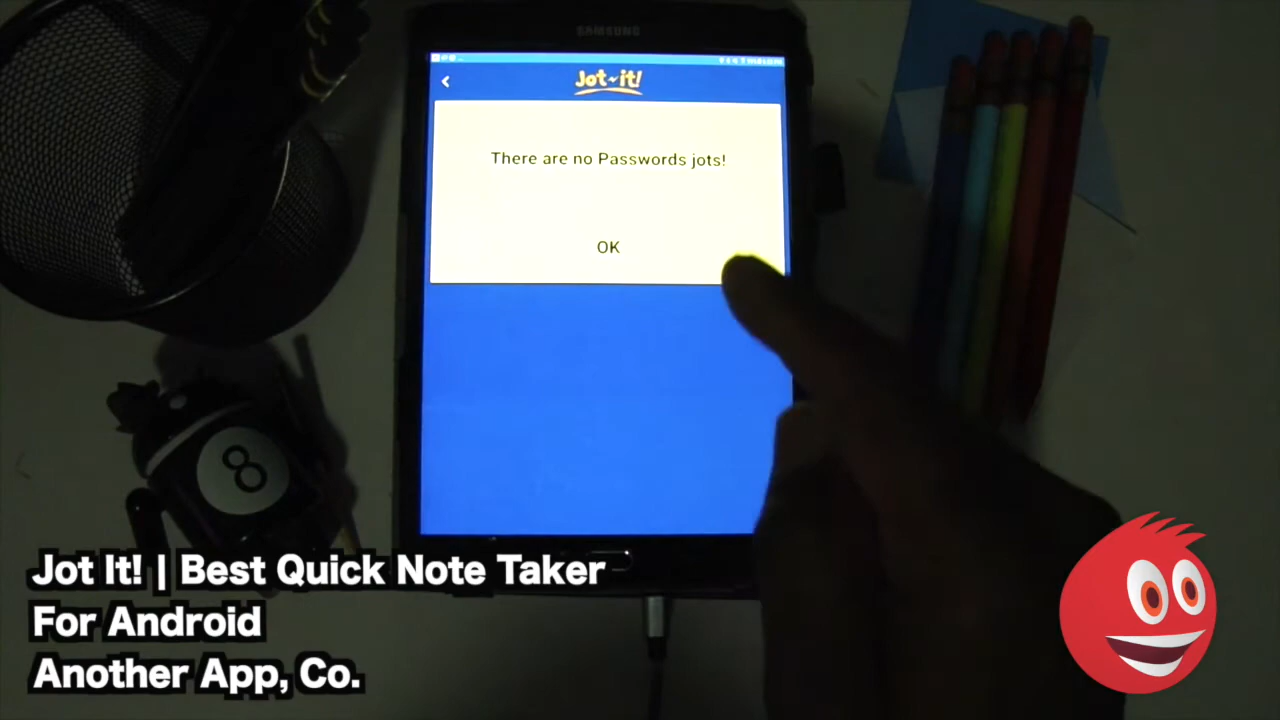 SAMSUNG
Jot it!
There are no Passwords jots!
OK
8
Jot It! | Best Quick Note Taker
For Android
Another App, Co.